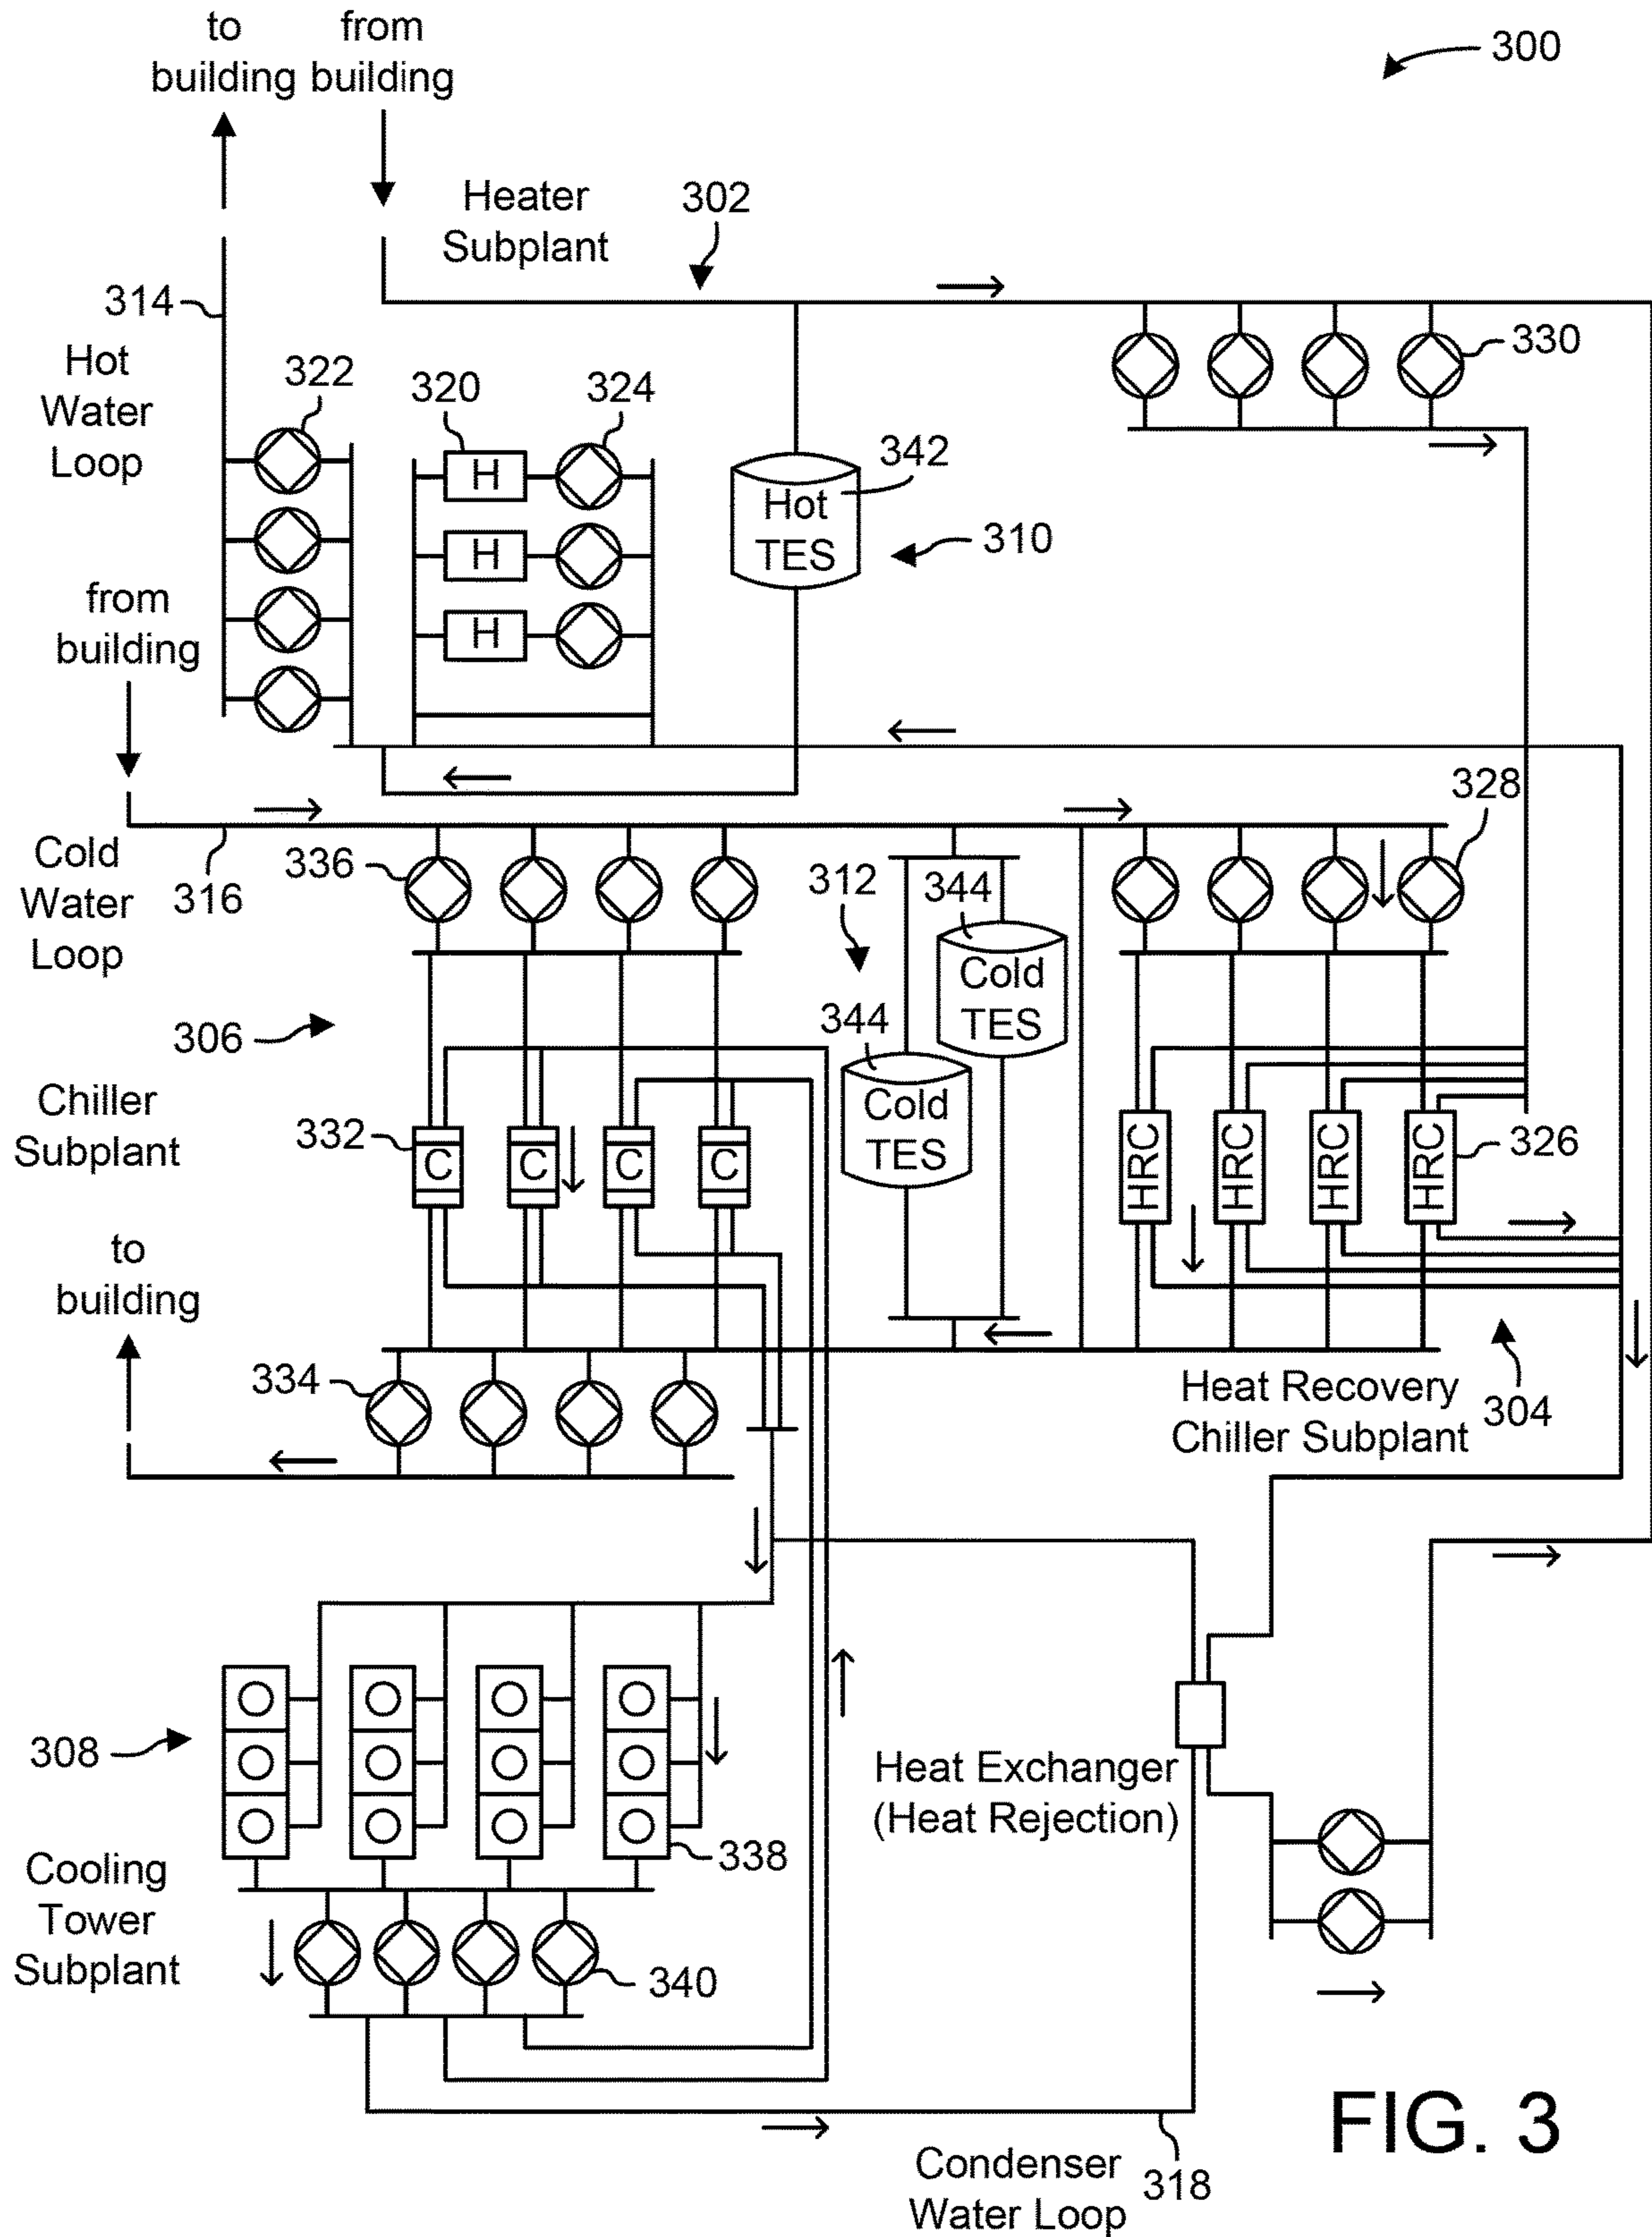 to
building
from
building
300
Heater
Subplant
302
314
Hot
Water
Loop
322
320
324
330
H
H
H
Hot
TES
342
310
from
building
328
Cold
Water
Loop
316
336
312
344
Cold
TES
344
Cold
TES
306
Chiller
Subplant
332
C
C
C
C
HRC
HRC
HRC
HRC
326
to
building
334
Heat Recovery
Chiller Subplant
304
308
Heat Exchanger
(Heat Rejection)
338
Cooling
Tower
Subplant
340
Condenser
Water Loop
318
FIG. 3